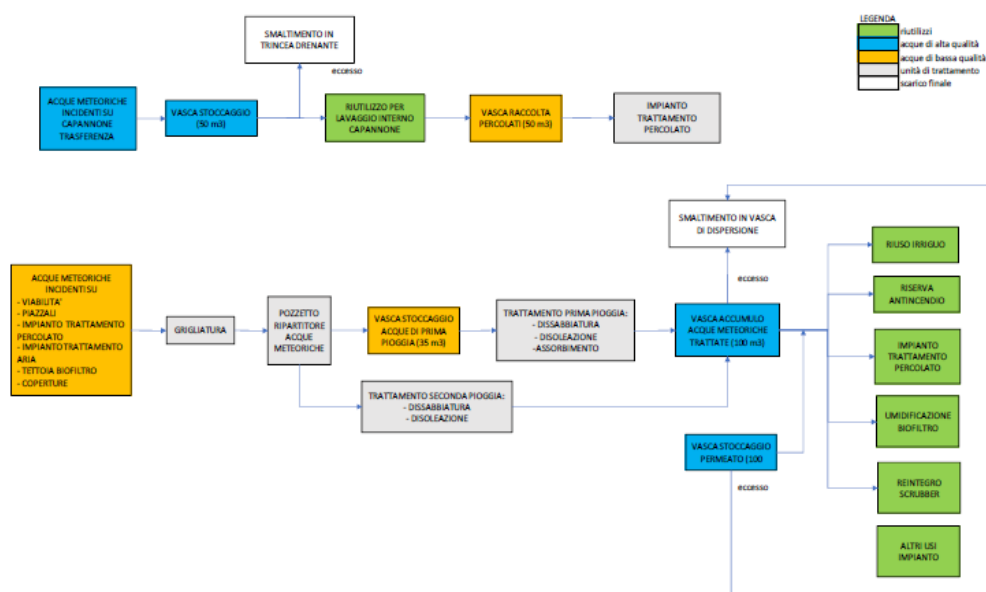 LEGENDA
riutilizzi
acque di alta qualità
acque di bassa qualità
unità di trattamento
scarico finale
SMALTIMENTO IN
TRINCEA DRENANTE
eccesso
ACQUE METEORICHE
INCIDENTI SU
CAPANNONE
TRASFERENZA
VASCA STOCCAGGIO
(50 m3)
RIUTILIZZO PER
LAVAGGIO INTERNO
CAPANNONE
VASCA RACCOLTA
PERCOLATI (50 m3)
IMPIANTO
TRATTAMENTO
PERCOLATO
SMALTIMENTO IN VASCA
DI DISPERSIONE
eccesso
ACQUE METEORICHE
INCIDENTI SU
- VIABILITA'
- PIAZZALI
- IMPIANTO TRATTAMENTO
PERCOLATO
- IMPIANTO TRATTAMENTO
ARIA
- TETTOIA BIOFILTRO
- COPERTURE
GRIGLIATURA
POZZETTO
RIPARTITORE
ACQUE
METEORICHE
VASCA STOCCAGGIO
ACQUE DI PRIMA
PIOGGIA (35 m3)
TRATTAMENTO PRIMA PIOGGIA:
- DISSABBIATURA
- DISOLEAZIONE
- ASSORBIMENTO
VASCA ACCUMULO
ACQUE METEORICHE
TRATTATE (100 m3)
TRATTAMENTO SECONDA PIOGGIA:
- DISSABBIATURA
- DISOLEAZIONE
VASCA STOCCAGGIO
PERMEATO (100
eccesso
RIUSO IRRIGUO
RISERVA
ANTINCENDIO
IMPIANTO
TRATTAMENTO
PERCOLATO
UMIDIFICAZIONE
BIOFILTRO
REINTEGRO
SCRUBBER
ALTRI USI
IMPIANTO